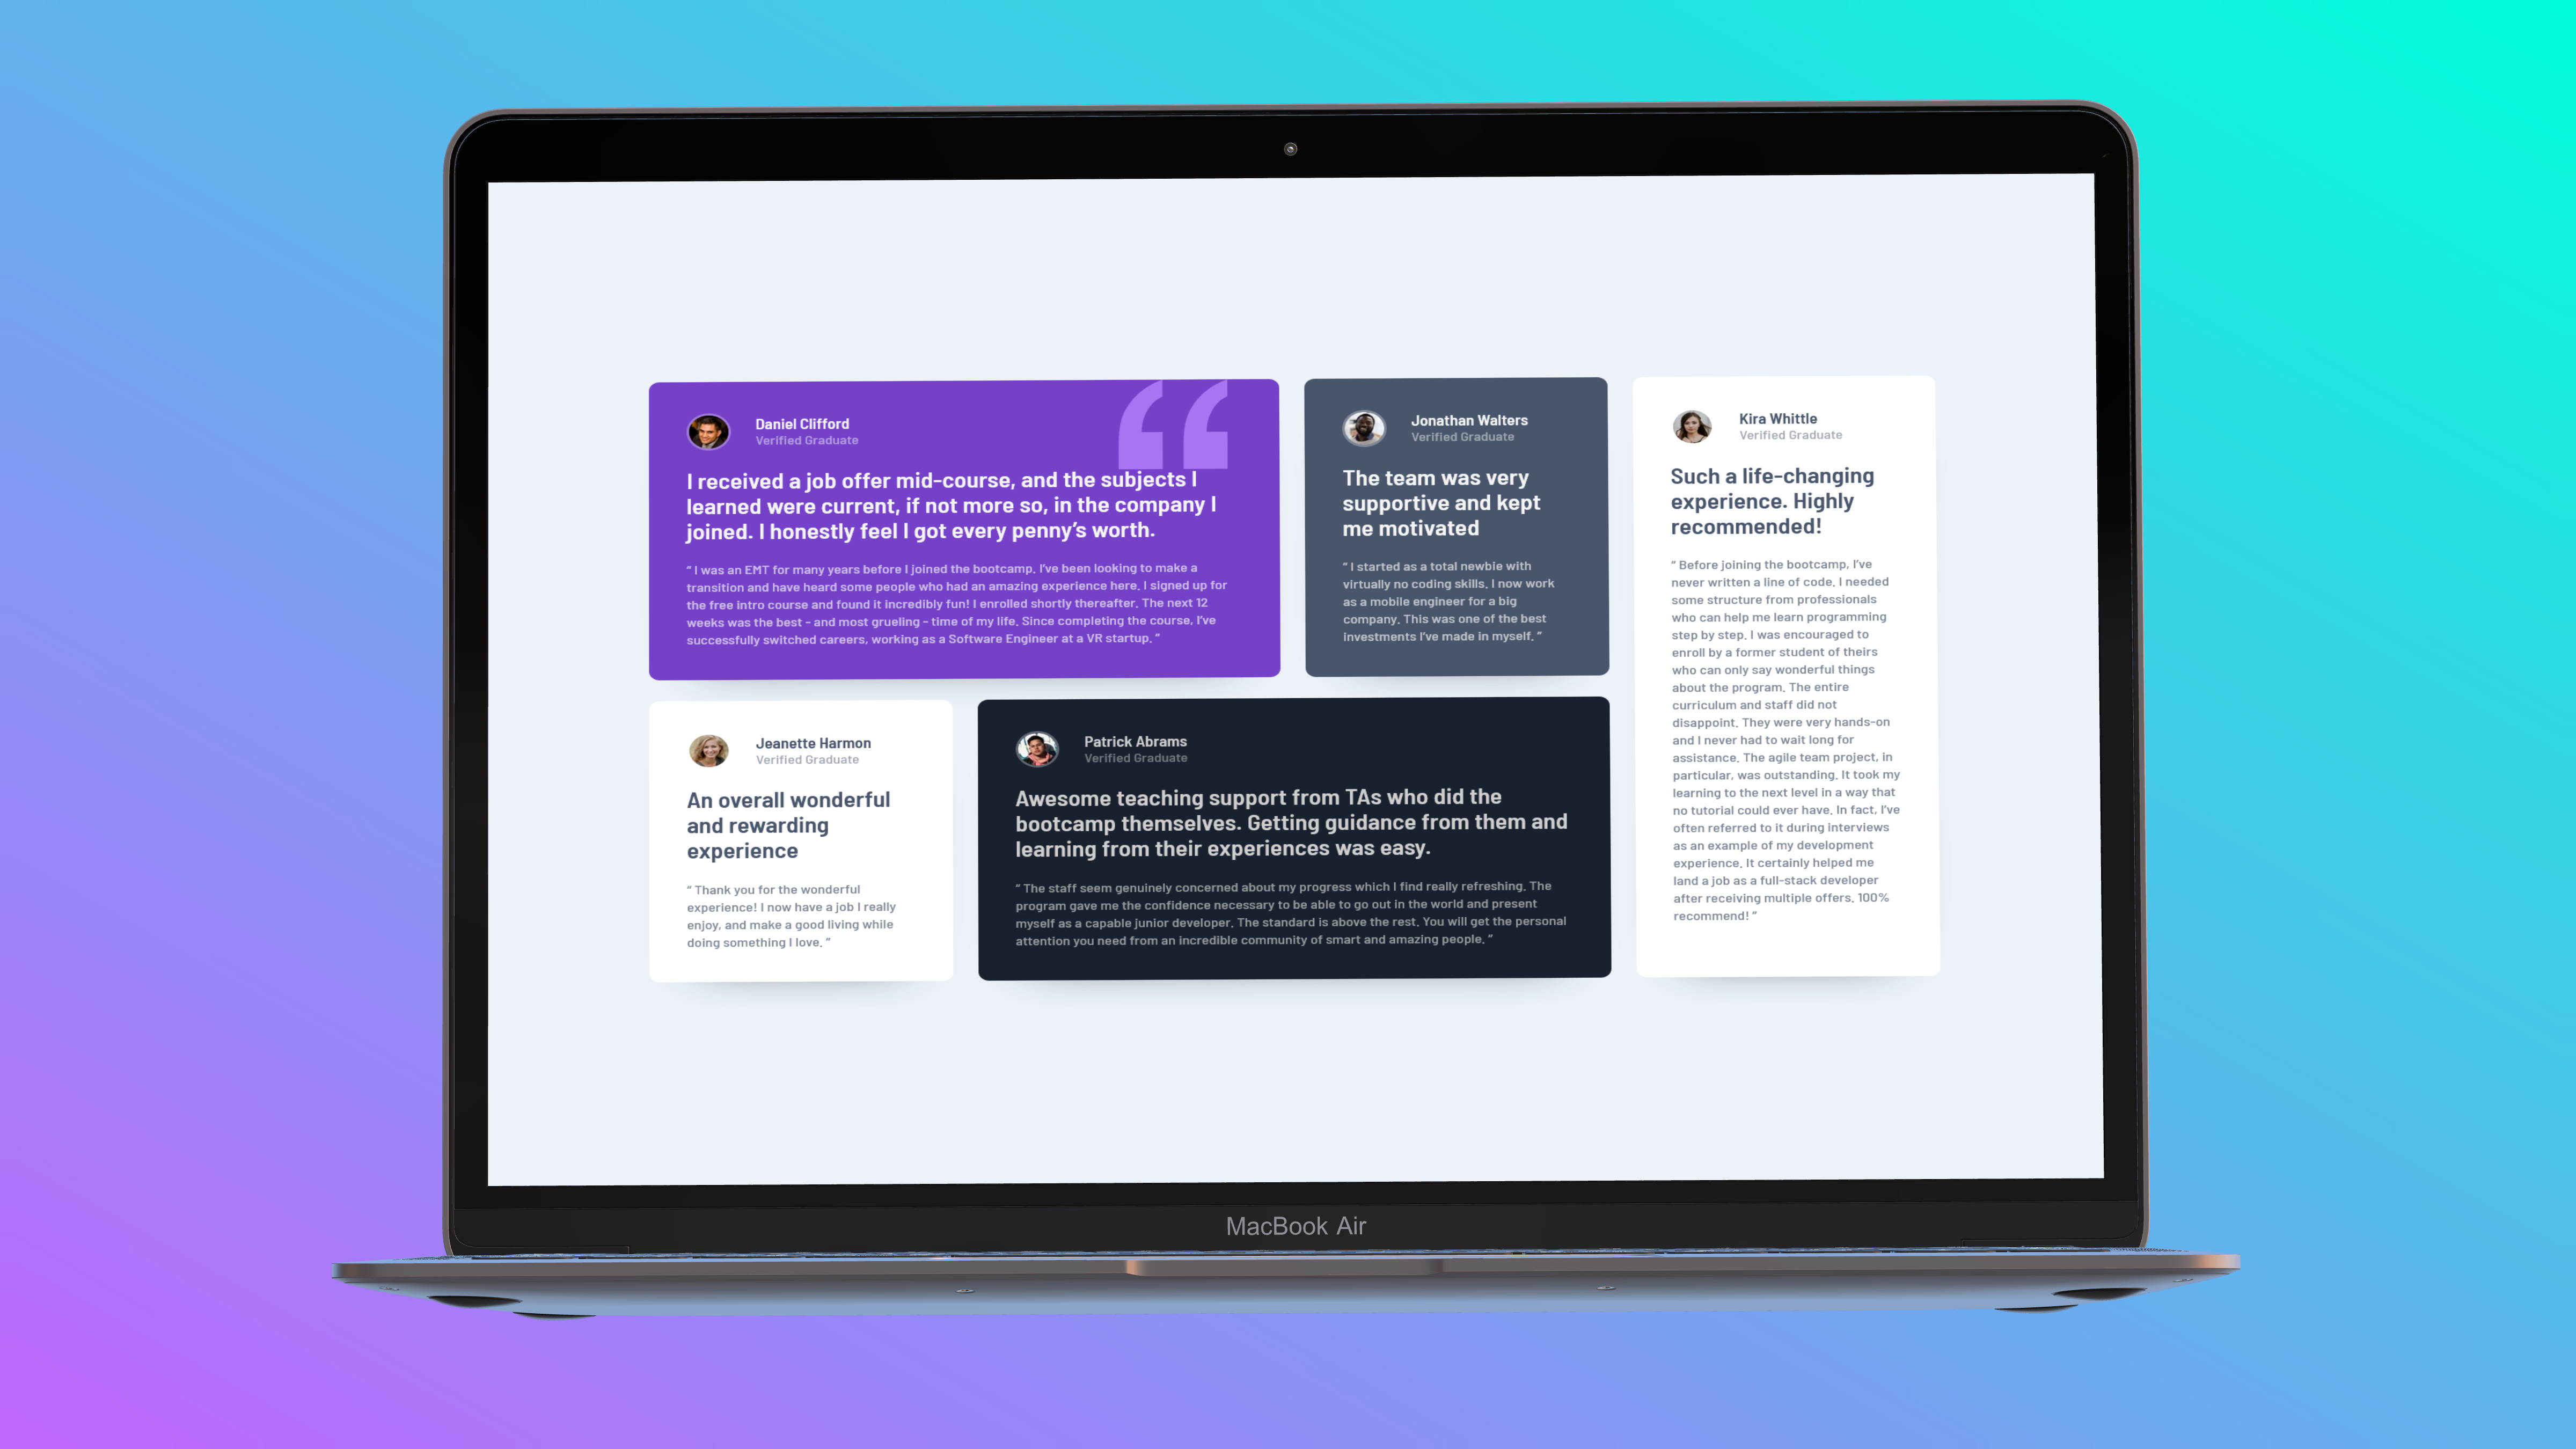 Daniel Clifford
Verified Graduate
I received a job offer mid-course, and the subjects I
learned were current, if not more so, in the company I
joined. I honestly feel I got every penny’s worth.
“ I was an EMT for many years before I joined the bootcamp. I’ve been looking to make a
transition and have heard some people who had an amazing experience here. I signed up for
the free intro course and found it incredibly fun! I enrolled shortly thereafter. The next 12
weeks was the best - and most grueling - time of my life. Since completing the course, I’ve
successfully switched careers, working as a Software Engineer at a VR startup. ”
Jonathan Walters
Verified Graduate
The team was very
supportive and kept
me motivated
“ I started as a total newbie with
virtually no coding skills. I now work
as a mobile engineer for a big
company. This was one of the best
investments I’ve made in myself. ”
Kira Whittle
Verified Graduate
Such a life-changing
experience. Highly
recommended!
“ Before joining the bootcamp, I’ve
never written a line of code. I needed
some structure from professionals
who can help me learn programming
step by step. I was encouraged to
enroll by a former student of theirs
who can only say wonderful things
about the program. The entire
curriculum and staff did not
disappoint. They were very hands-on
and I never had to wait long for
assistance. The agile team project, in
particular, was outstanding. It took my
learning to the next level in a way that
no tutorial could ever have. In fact, I’ve
often referred to it during interviews
as an example of my development
experience. It certainly helped me
land a job as a full-stack developer
after receiving multiple offers. 100%
recommend! ”
Jeanette Harmon
Verified Graduate
An overall wonderful
and rewarding
experience
“ Thank you for the wonderful
experience! I now have a job I really
enjoy, and make a good living while
doing something I love. ”
Patrick Abrams
Verified Graduate
Awesome teaching support from TAs who did the
bootcamp themselves. Getting guidance from them and
learning from their experiences was easy.
“ The staff seem genuinely concerned about my progress which I find really refreshing. The
program gave me the confidence necessary to be able to go out in the world and present
myself as a capable junior developer. The standard is above the rest. You will get the personal
attention you need from an incredible community of smart and amazing people. ”
MacBook Air